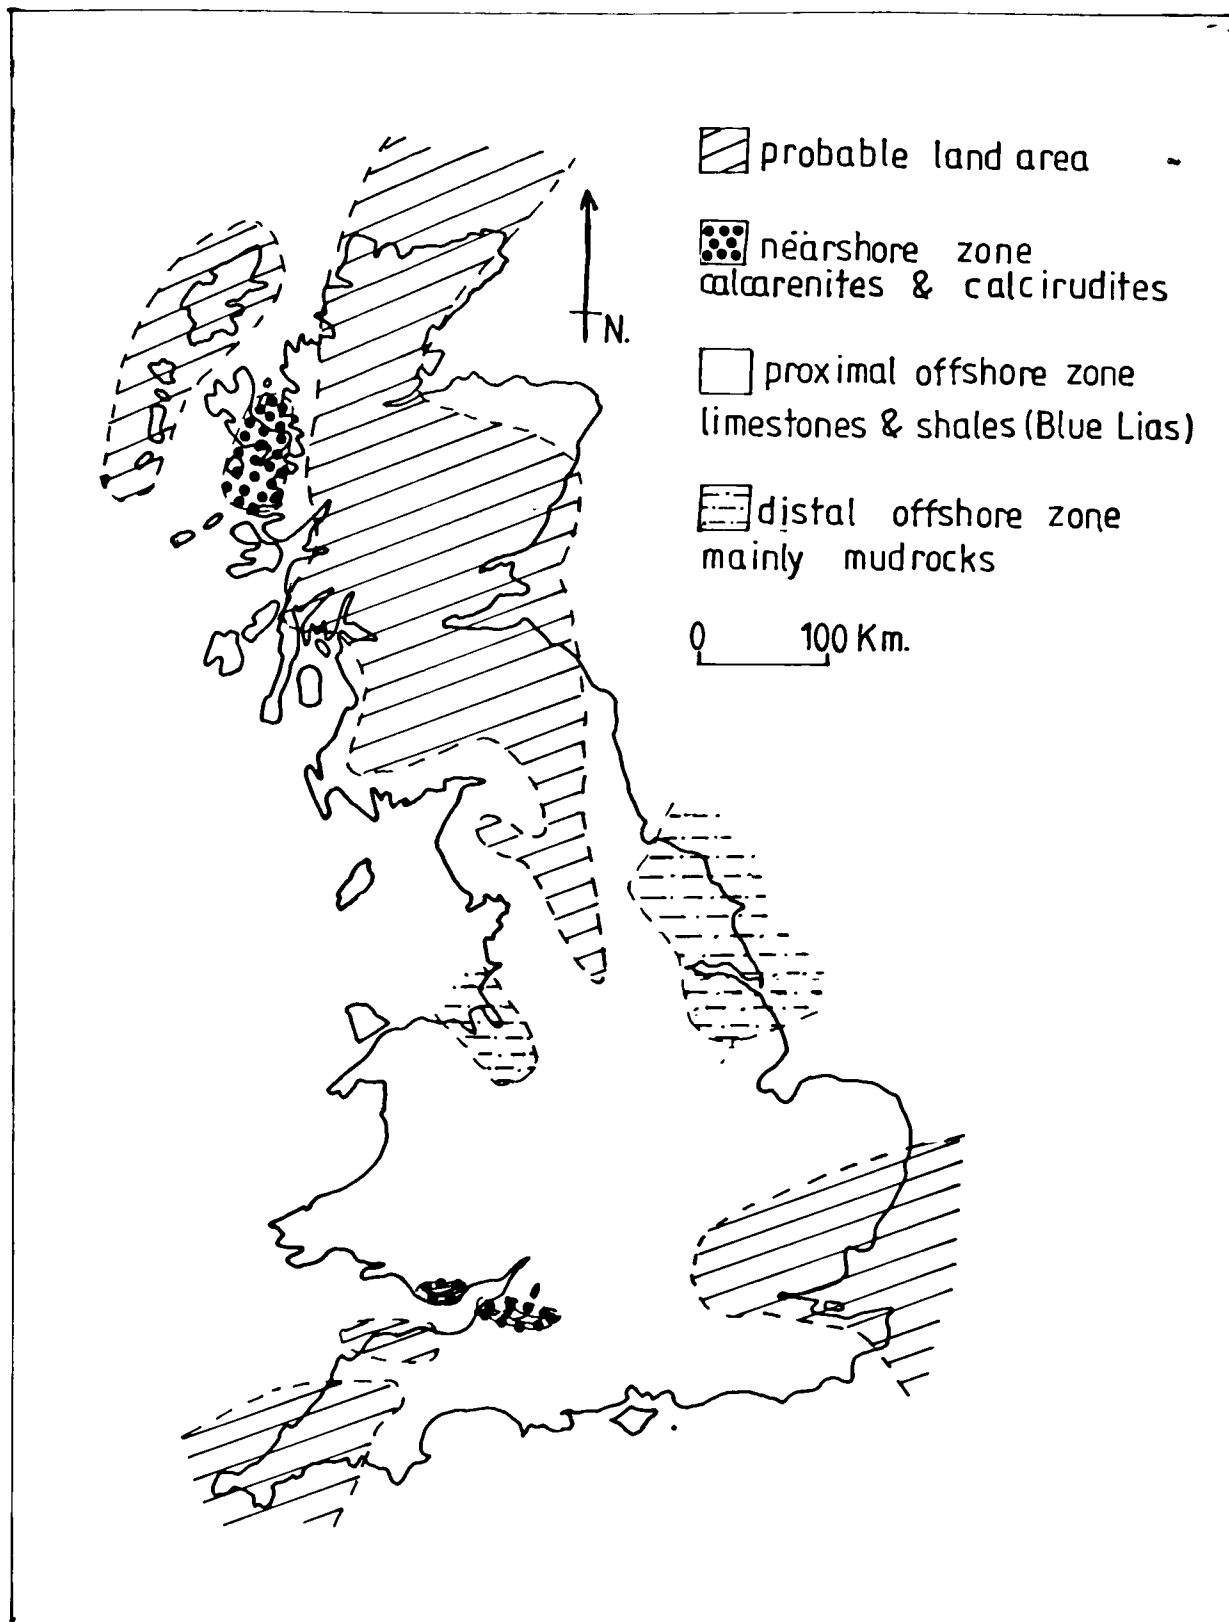 probable land area
nearshore zone
calcarenites & calcirudites
proximal offshore zone
limestones & shales (Blue Lias)
distal offshore zone
mainly mudrocks
0 100 Km.
N.